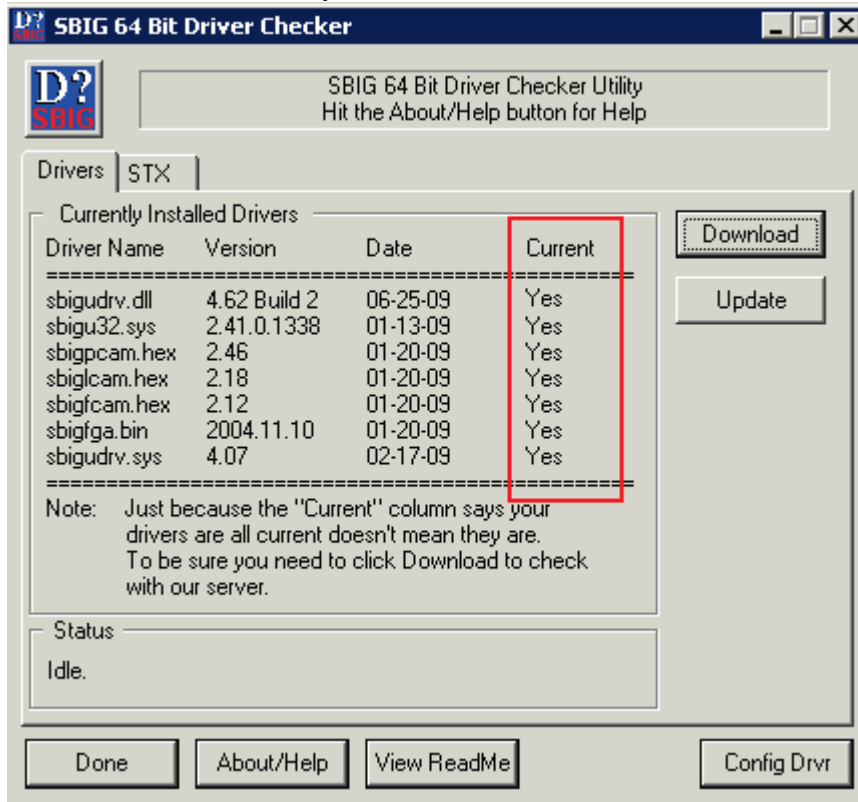 SBIG 64 Bit Driver Checker
D?
SBIG
SBIG 64 Bit Driver Checker Utility
Hit the About/Help button for Help
Drivers STX
Currently Installed Drivers
Driver Name Version Date Current
==========================================
sbigudrv.dll 4.62 Build 2 06-25-09 Yes
sbigu32.sys 2.41.0.1338 01-13-09 Yes
sbigpcam.hex 2.46 01-20-09 Yes
sbiglcam.hex 2.18 01-20-09 Yes
sbigfcam.hex 2.12 01-20-09 Yes
sbigfga.bin 2004.11.10 01-20-09 Yes
sbigudrv.sys 4.07 02-17-09 Yes
==========================================
Note: Just because the "Current" column says your
drivers are all current doesn't mean they are.
To be sure you need to click Download to check
with our server.
Download
Update
Status
Idle.
Done About/Help View ReadMe Config Drvr